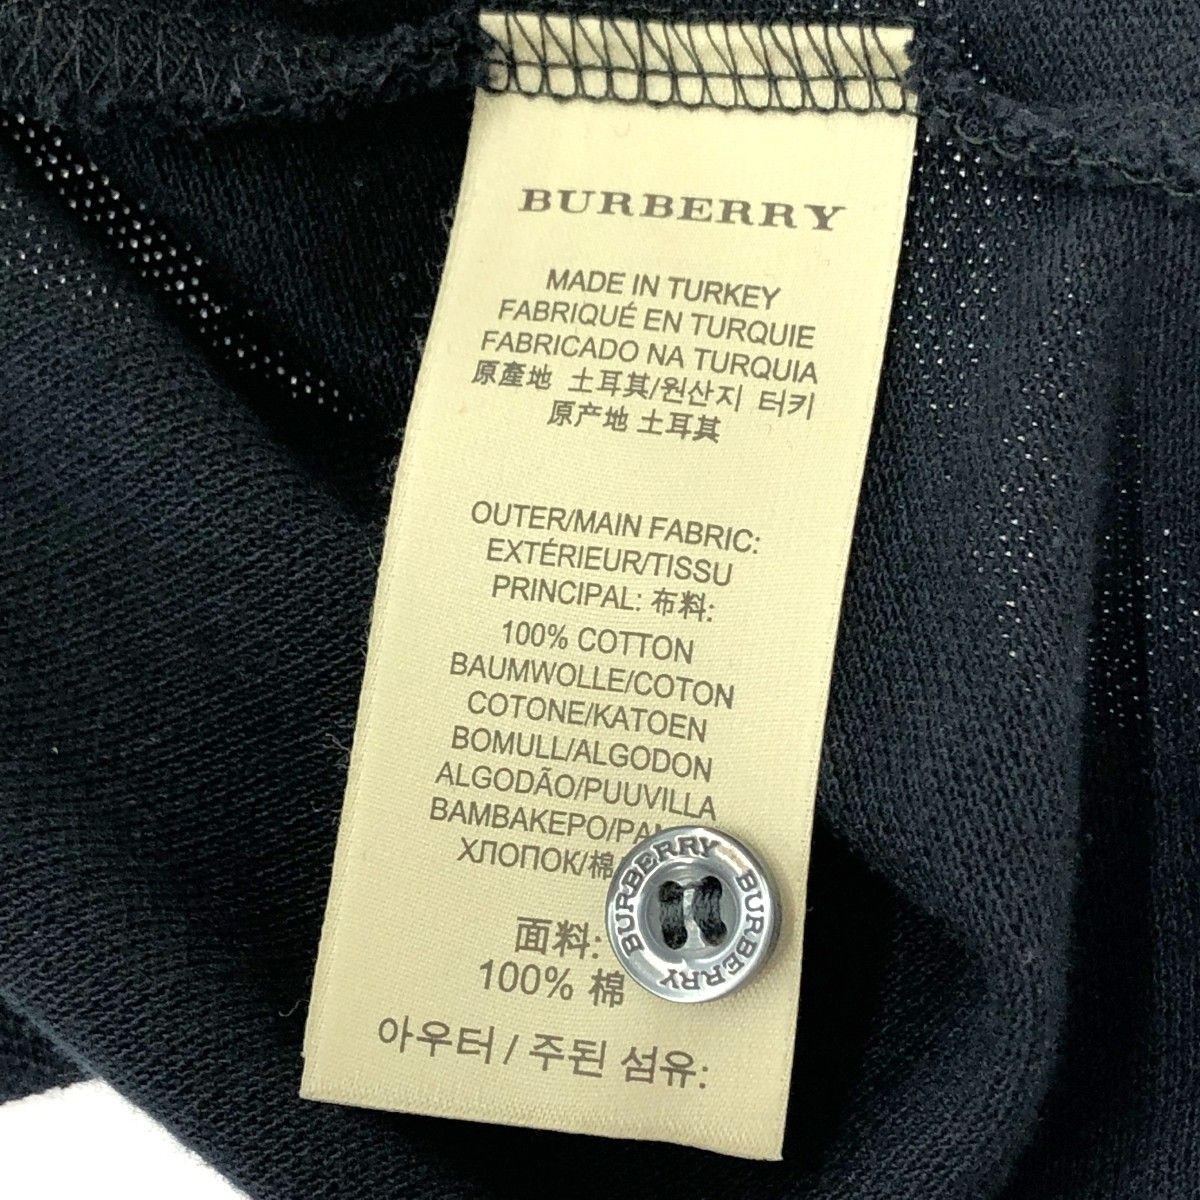 BURBERRY
MADE IN TURKEY
FABRIQUÉ EN TURQUIE
FABRICADO NA TURQUIA
原產地 土耳其/원산지 터키
原产地 土耳其
OUTER/MAIN FABRIC:
EXTÉRIEUR/TISSU
PRINCIPAL: 布料:
100% COTTON
BAUMWOLLE/COTON
COTONE/KATOEN
BOMULL/ALGODON
ALGODÃO/PUUVILLA
BAMBAKEPO/
ХЛОПОК/棉
BURBERRY
BURBERRY
BURBERRY
面料:
100% 棉
아우터 / 주된 섬유: